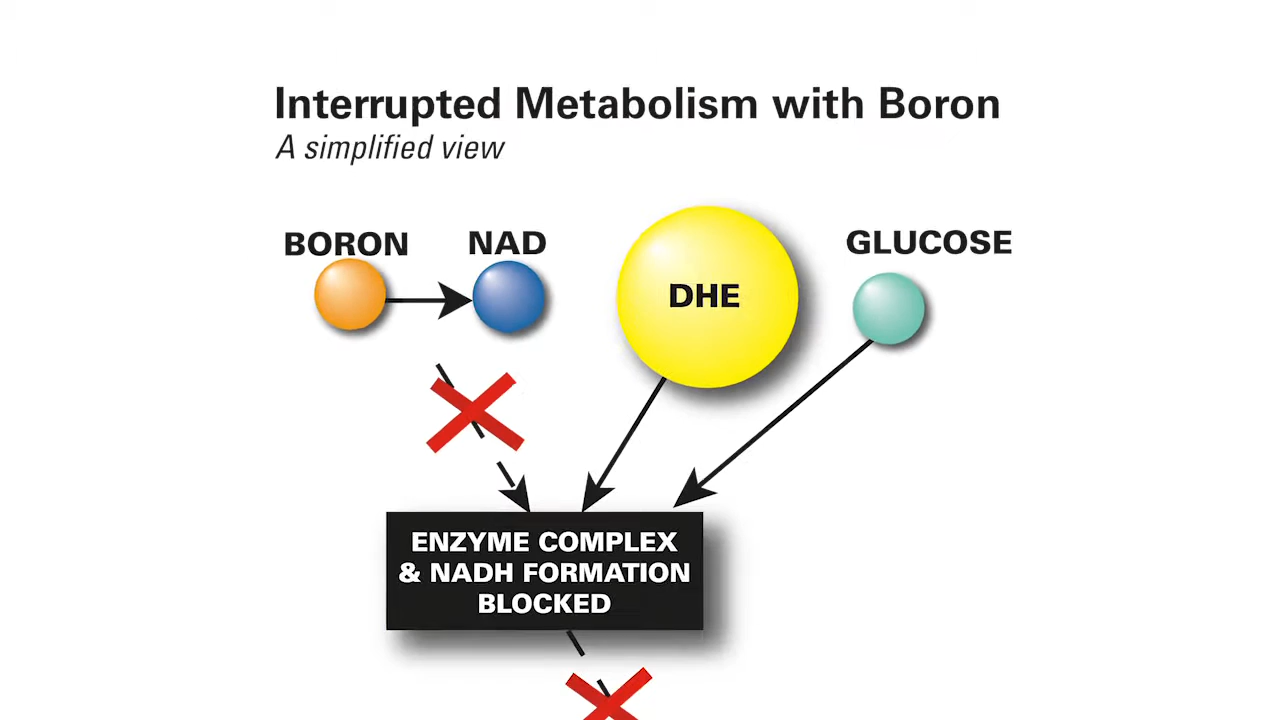 Interrupted Metabolism with Boron
A simplified view
BORON
NAD
DHE
GLUCOSE
ENZYME COMPLEX
& NADH FORMATION
BLOCKED